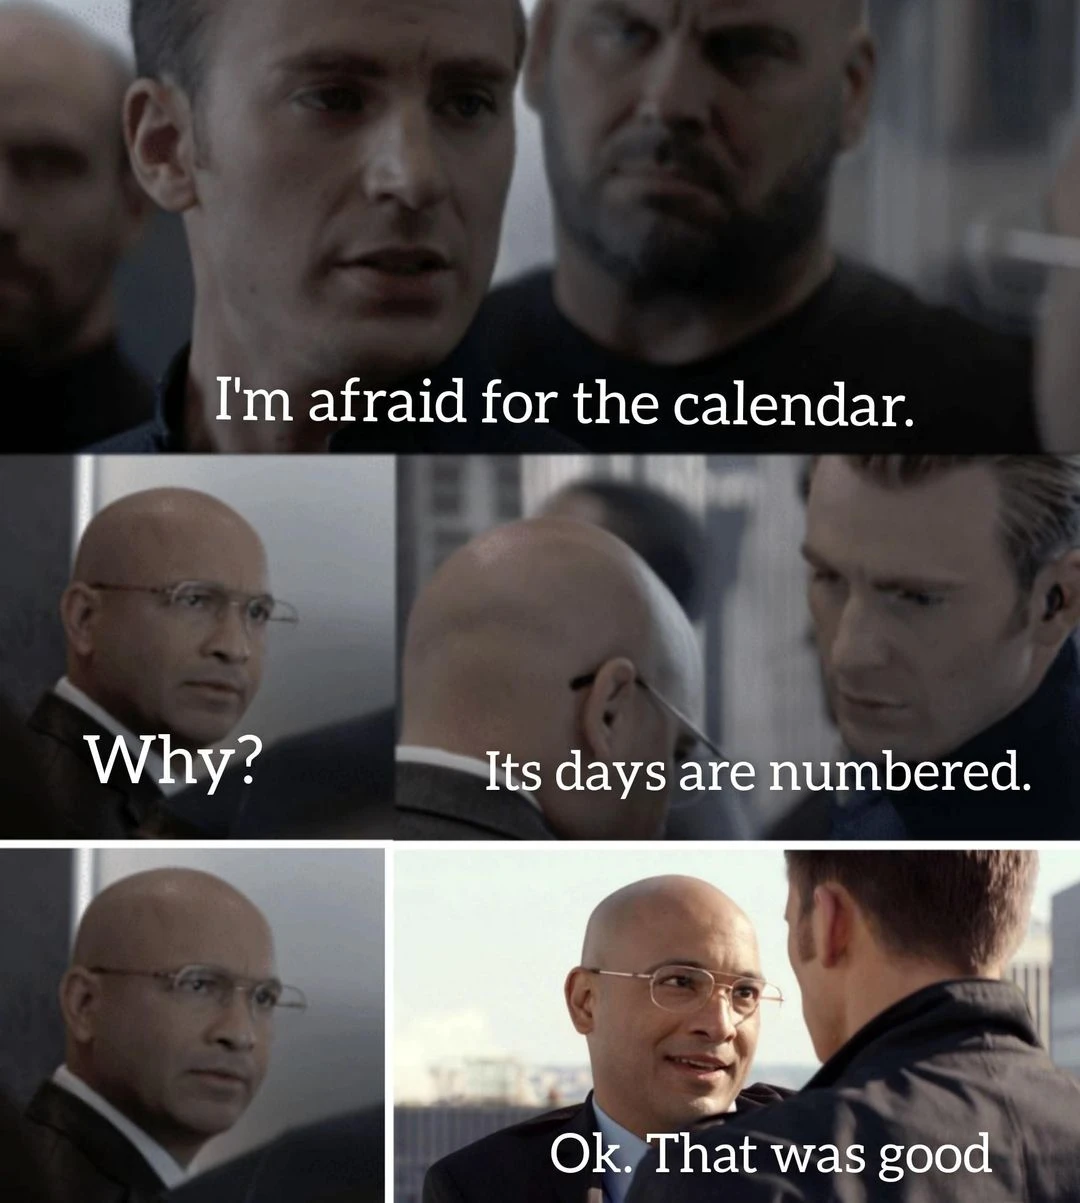 I'm afraid for the calendar.
Why?
Its days are numbered.
Ok. That was good